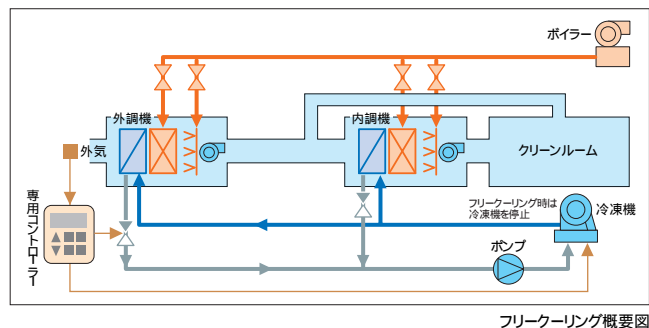 ボイラー
外調機
内調機
外気
クリーンルーム
専用コントローラー
フリークーリング時は
冷凍機を停止
冷凍機
ポンプ
フリークーリング概要図